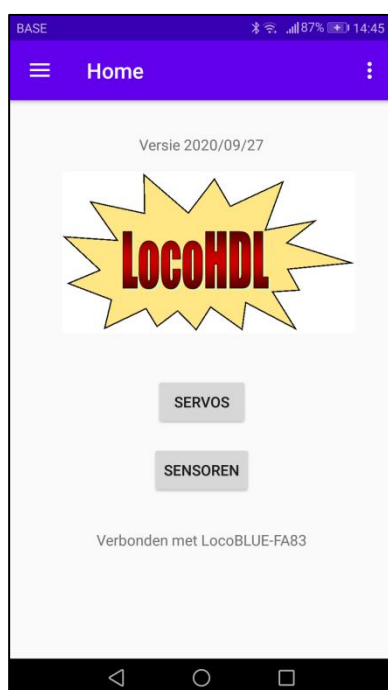 BASE 87% 14:45
Home
Versie 2020/09/27
LocoHDL
SERVOS
SENSOREN
Verbonden met LocoBLUE-FA83